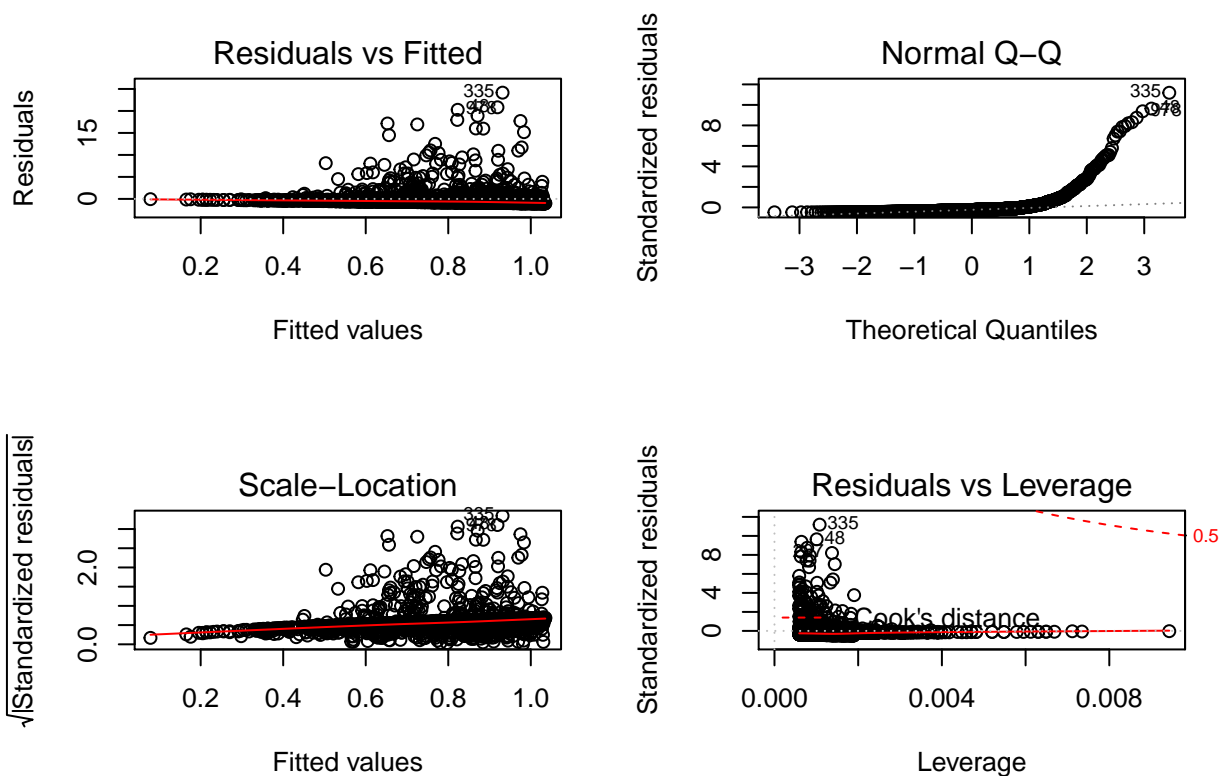 Residuals vs Fitted
Residuals
0
15
335
0.2 0.4 0.6 0.8 1.0
Fitted values
Normal Q−Q
Standardized residuals
0 4 8
335
−3 −2 −1 0 1 2 3
Theoretical Quantiles
Scale−Location
√|Standardized residuals|
0.0 2.0
335
0.2 0.4 0.6 0.8 1.0
Fitted values
Residuals vs Leverage
Standardized residuals
0 4 8
335
748
Cook's distance
0.5
0.000 0.004 0.008
Leverage